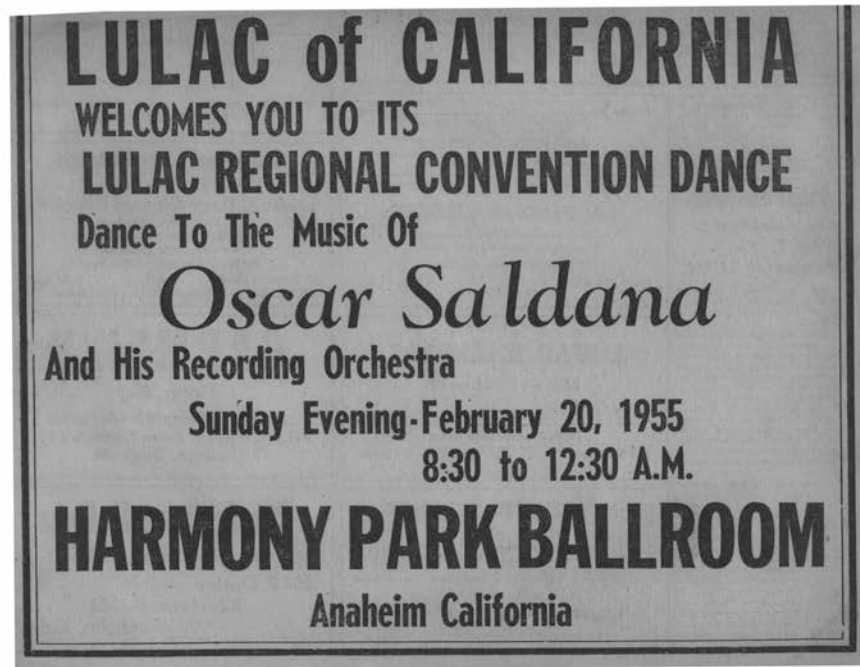 LULAC of CALIFORNIA
WELCOMES YOU TO ITS
LULAC REGIONAL CONVENTION DANCE
Dance To The Music Of
Oscar Saldana
And His Recording Orchestra
Sunday Evening-February 20, 1955
8:30 to 12:30 A.M.
HARMONY PARK BALLROOM
Anaheim California